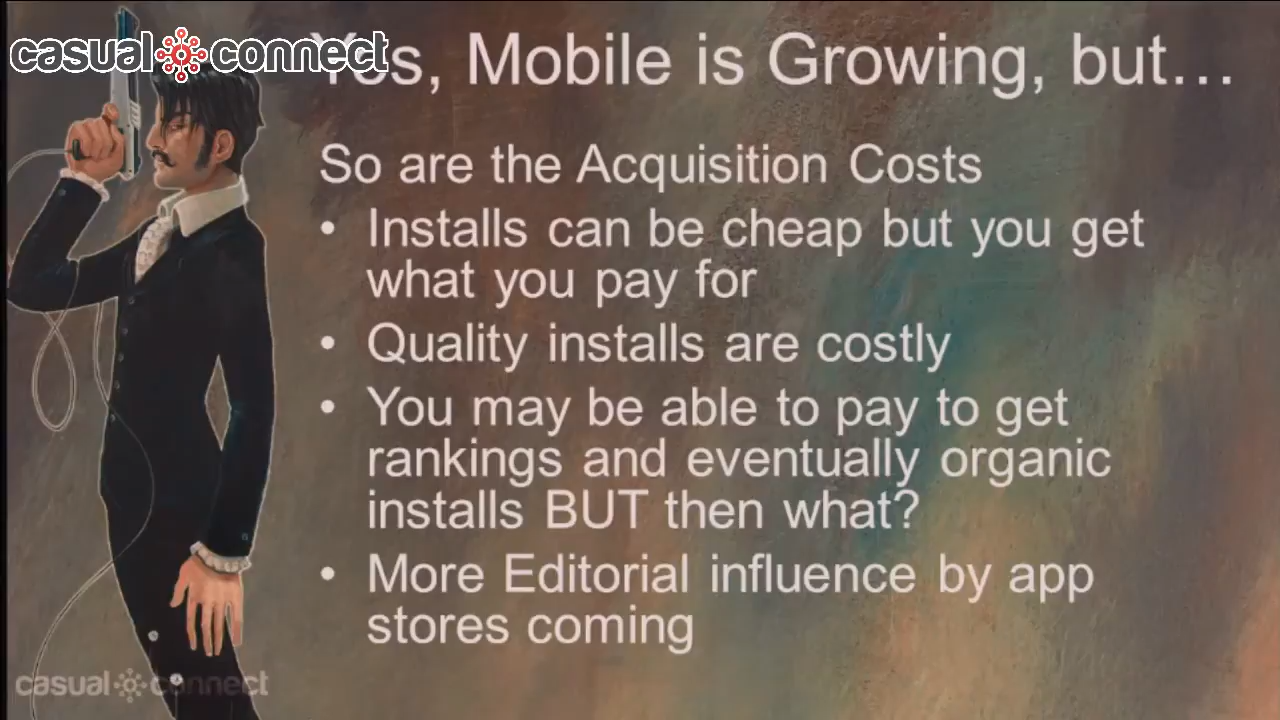 casual connect
Yes, Mobile is Growing, but...
So are the Acquisition Costs
• Installs can be cheap but you get
what you pay for
• Quality installs are costly
• You may be able to pay to get
rankings and eventually organic
installs BUT then what?
• More Editorial influence by app
stores coming
casual connect